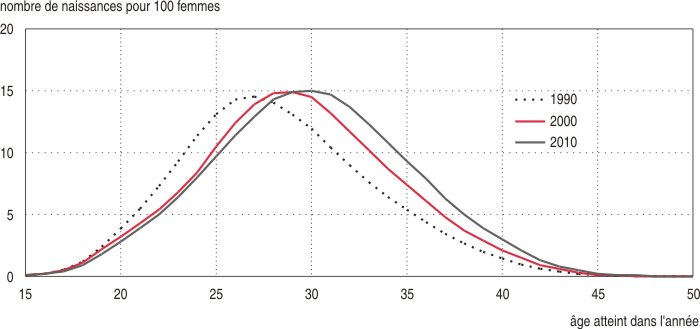 nombre de naissances pour 100 femmes
20
15
10
5
0
1990
2000
2010
15 20 25 30 35 40 45 50
âge atteint dans l'année